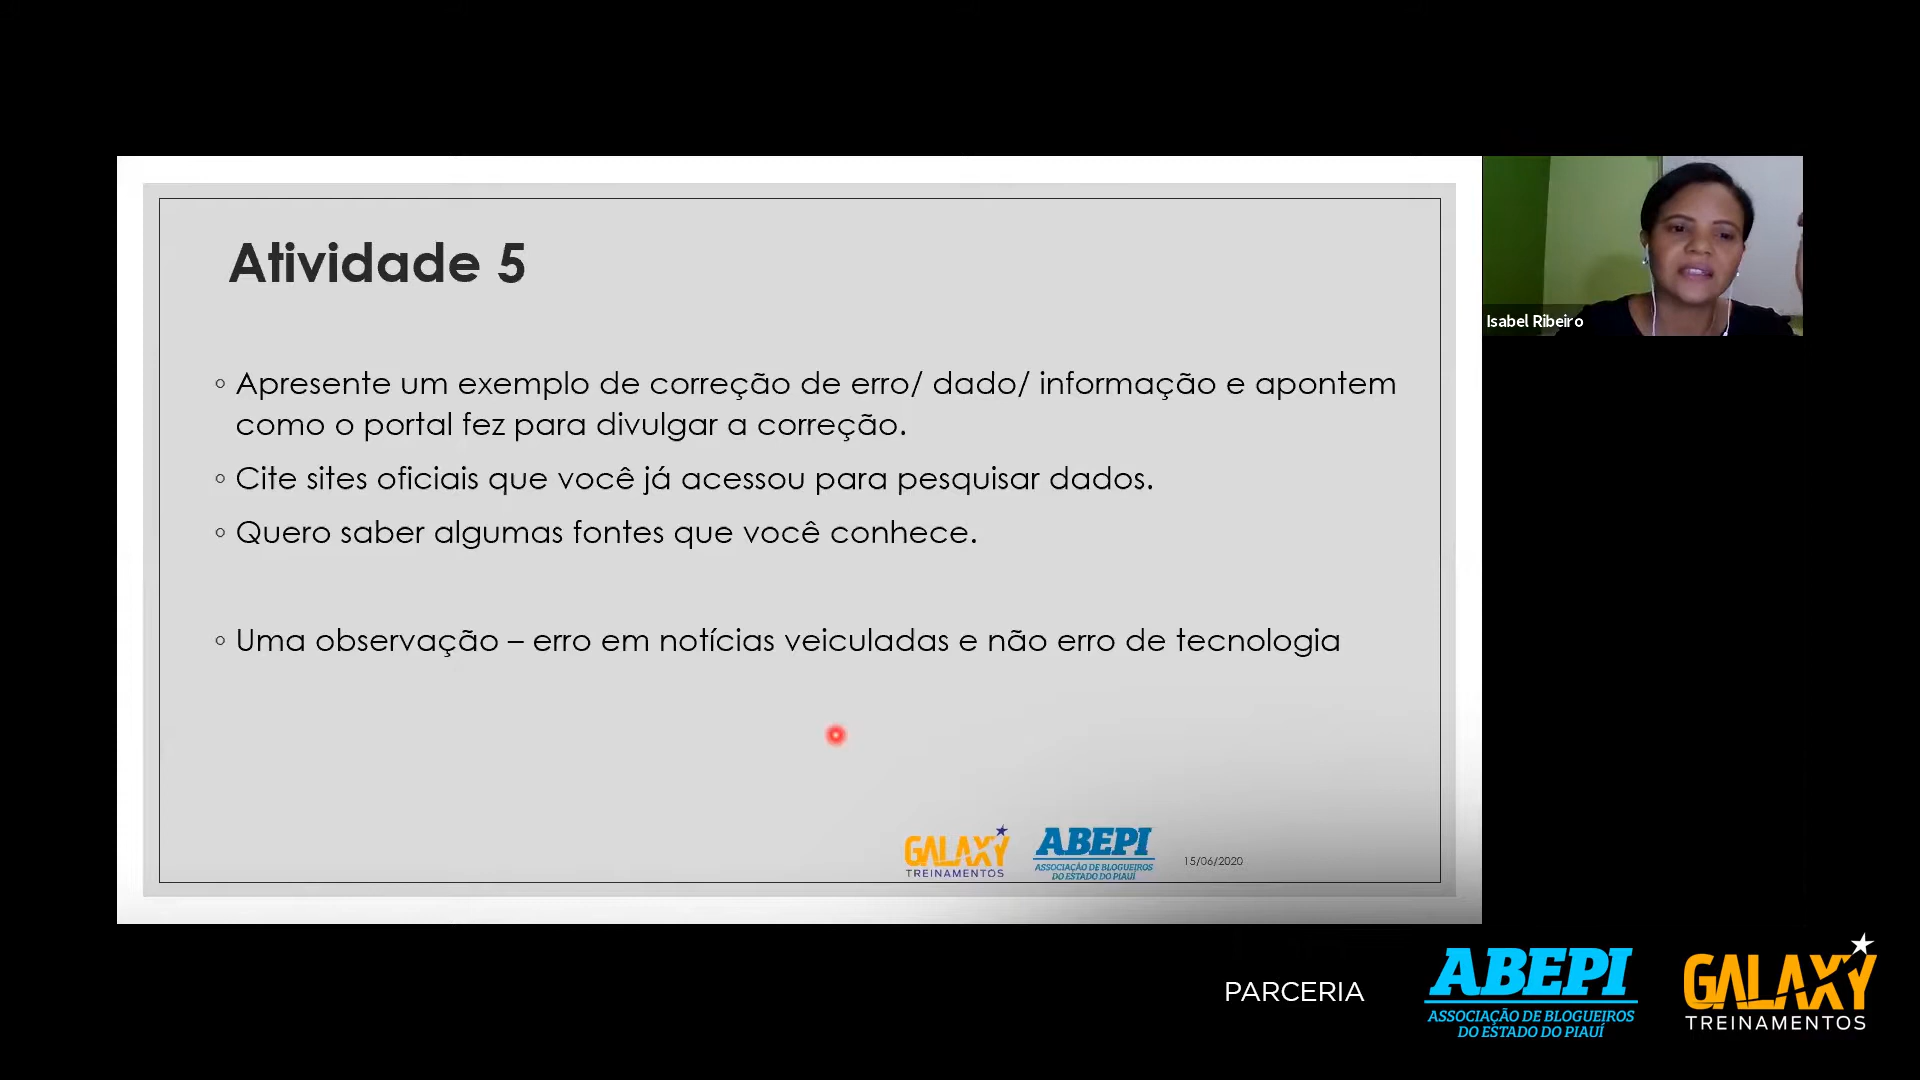 Atividade 5
◦ Apresente um exemplo de correção de erro/ dado/ informação e apontem
como o portal fez para divulgar a correção.
◦ Cite sites oficiais que você já acessou para pesquisar dados.
◦ Quero saber algumas fontes que você conhece.
◦ Uma observação – erro em notícias veiculadas e não erro de tecnologia
GALAXY
TREINAMENTOS
ABEPI
ASSOCIAÇÃO DE BLOGUEIROS
DO ESTADO DO PIAUÍ
15/06/2020
Isabel Ribeiro
PARCERIA
ABEPI
ASSOCIAÇÃO DE BLOGUEIROS
DO ESTADO DO PIAUÍ
GALAXY
TREINAMENTOS